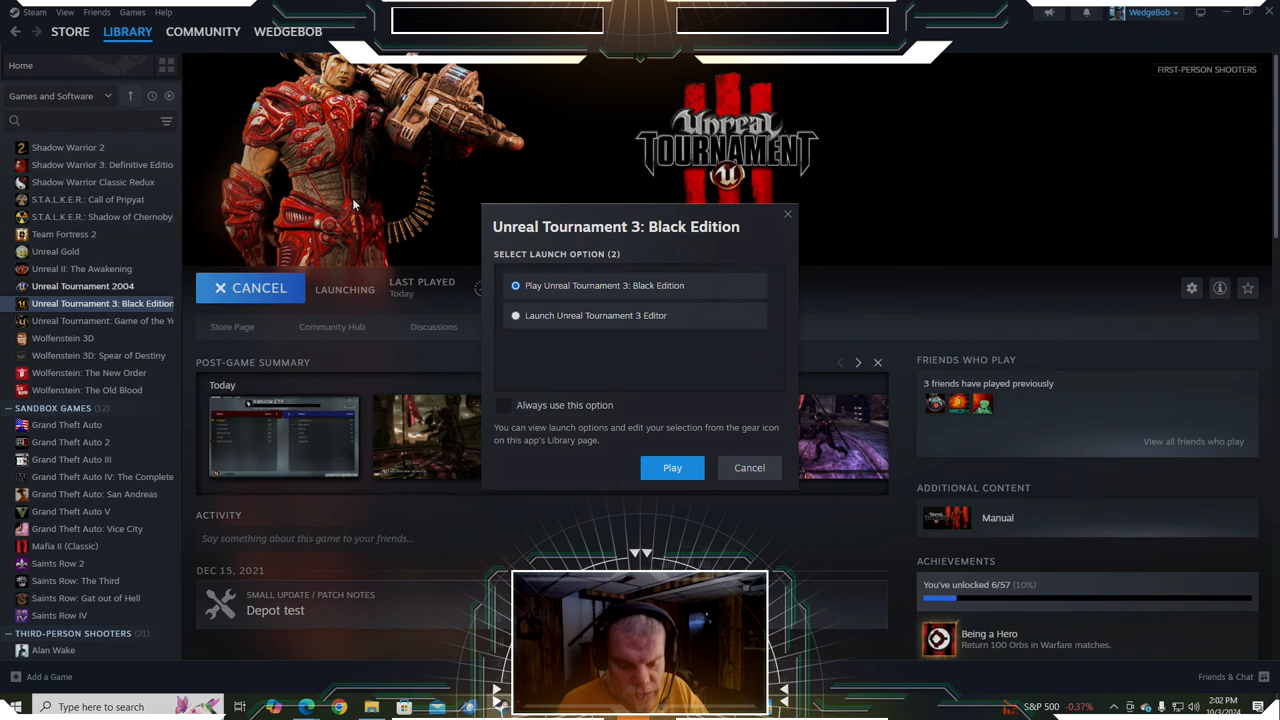 Steam View Friends Games Help
WedgeBob
STORE LIBRARY COMMUNITY WEDGEBOB
Home
FIRST-PERSON SHOOTERS
Games and Software
Unreal
TOURNAMENT
Shadow Warrior 2
Shadow Warrior 3: Definitive Editio
Shadow Warrior Classic Redux
S.T.A.L.K.E.R.: Call of Pripyat
S.T.A.L.K.E.R.: Shadow of Chernobyl
Team Fortress 2
Unreal Gold
Unreal II: The Awakening
Unreal Tournament 2004
Unreal Tournament 3: Black Edition
Unreal Tournament: Game of the Ye
Wolfenstein 3D
Wolfenstein 3D: Spear of Destiny
Wolfenstein: The New Order
Wolfenstein: The Old Blood
SANDBOX GAMES (12)
Grand Theft Auto
Grand Theft Auto 2
Grand Theft Auto III
Grand Theft Auto IV: The Complete
Grand Theft Auto: San Andreas
Grand Theft Auto V
Grand Theft Auto: Vice City
Mafia II (Classic)
Saints Row 2
Saints Row: The Third
Saints Row: Gat out of Hell
Saints Row IV
THIRD-PERSON SHOOTERS (21)
Alan Wake
Add a Game
CANCEL
LAUNCHING
LAST PLAYED
Today
Store Page Community Hub Discussions
POST-GAME SUMMARY
Today
Vehicle CTF
ACTIVITY
Say something about this game to your friends...
DEC 15, 2021
SMALL UPDATE / PATCH NOTES
Depot test
Unreal Tournament 3: Black Edition
SELECT LAUNCH OPTION (2)
Play Unreal Tournament 3: Black Edition
Launch Unreal Tournament 3 Editor
Always use this option
You can view launch options and edit your selection from the gear icon
on this app's Library page.
Play Cancel
FRIENDS WHO PLAY
3 friends have played previously
View all friends who play
ADDITIONAL CONTENT
Manual
ACHIEVEMENTS
You've unlocked 6/57 (10%)
Being a Hero
Return 100 Orbs in Warfare matches.
Friends & Chat
Type here to search
S&P 500 -0.37%
2:02 PM
10/3/2024